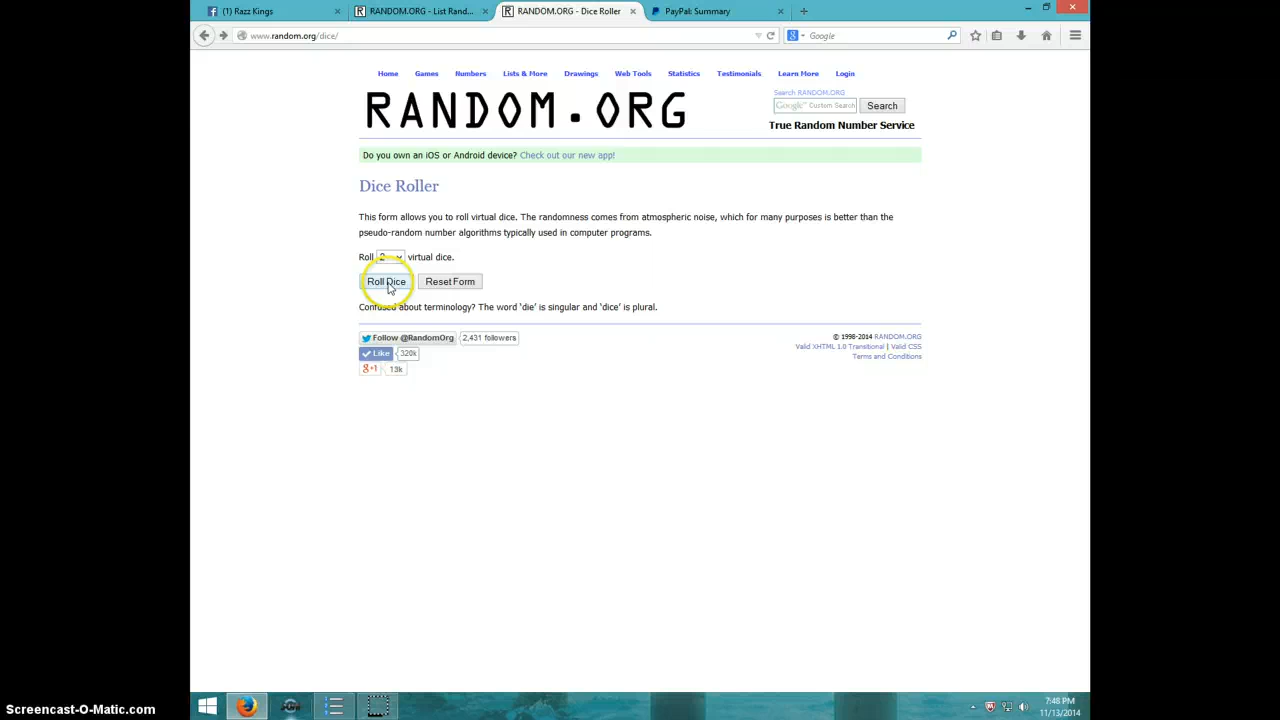 (1) Razz Kings
RANDOM.ORG - List Rand...
RANDOM.ORG - Dice Roller
PayPal: Summary
www.random.org/dice/
Google
Home Games Numbers Lists & More Drawings Web Tools Statistics Testimonials Learn More Login
RANDOM.ORG
Search RANDOM.ORG
Google™ Custom Search Search
True Random Number Service
Do you own an iOS or Android device? Check out our new app!
Dice Roller
This form allows you to roll virtual dice. The randomness comes from atmospheric noise, which for many purposes is better than the
pseudo-random number algorithms typically used in computer programs.
Roll 2 virtual dice.
Roll Dice Reset Form
Confused about terminology? The word ‘die’ is singular and ‘dice’ is plural.
Follow @RandomOrg 2,431 followers
Like 320k
g+1 13k
© 1998-2014 RANDOM.ORG
Valid XHTML 1.0 Transitional | Valid CSS
Terms and Conditions
7:48 PM
11/13/2014
Screencast-O-Matic.com